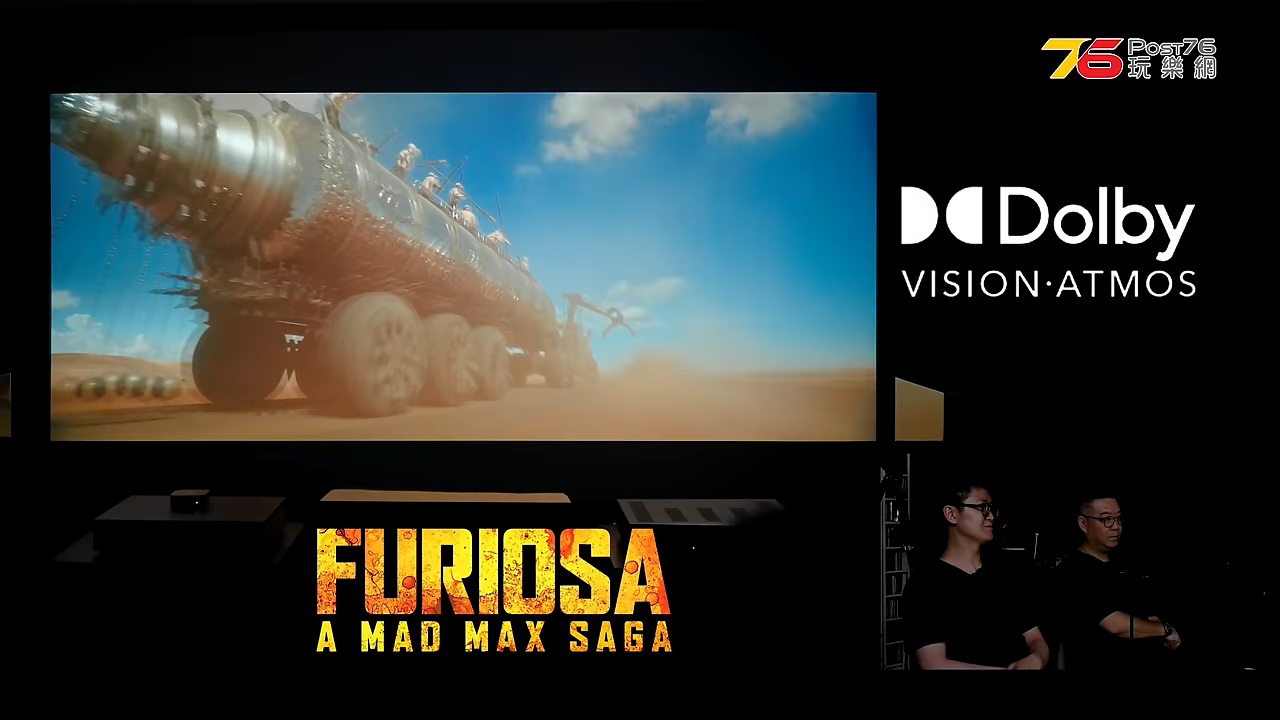 76 Post76
玩樂網
Dolby
VISION·ATMOS
FURIOSA
A MAD MAX SAGA